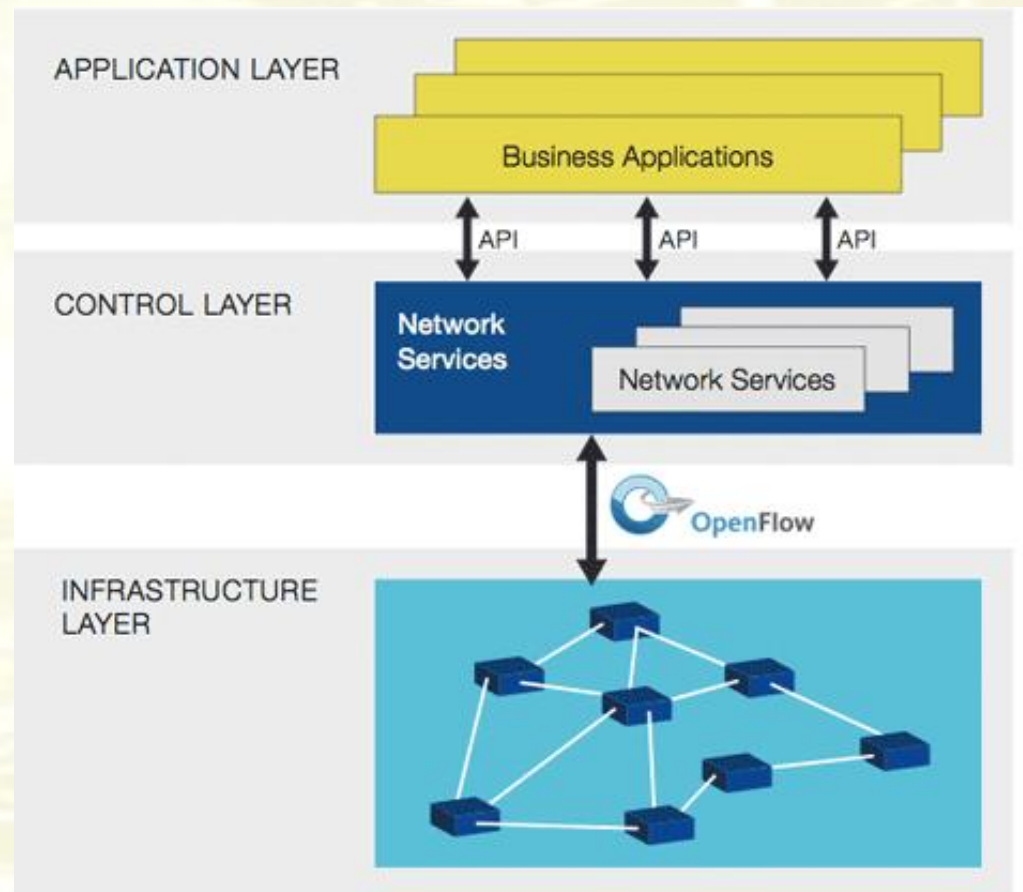 APPLICATION LAYER
Business Applications
API API API
CONTROL LAYER
Network
Services
Network Services
OpenFlow
INFRASTRUCTURE
LAYER